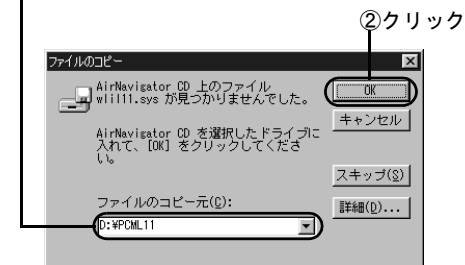 ②クリック
ファイルのコピー
AirNavigator CD 上のファイル
wlil11.sys が見つかりませんでした。
OK
キャンセル
AirNavigator CD を選択したドライブに
入れて、[OK] をクリックしてくださ
い。
スキップ(S)
ファイルのコピー元(C):
詳細(D)...
D:¥PCML11